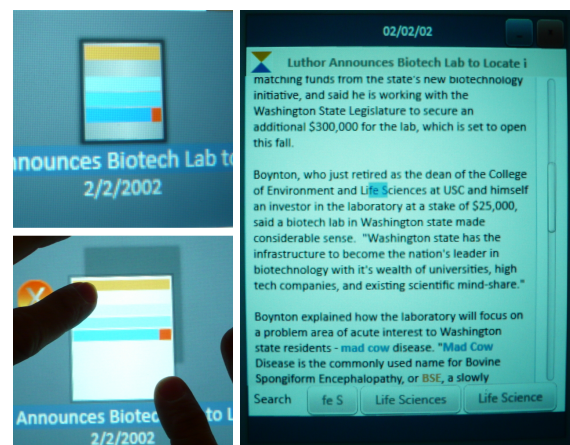 nnounces Biotech Lab to
2/2/2002
Announces Biotec Lab to L
2/2/2002
02/02/02
Luthor Announces Biotech Lab to Locate i
matching funds from the state's new biotechnology
initiative, and said he is working with the
Washington State Legislature to secure an
additional $300,000 for the lab, which is set to open
this fall.
Boynton, who just retired as the dean of the College
of Environment and Life Sciences at USC and himself
an investor in the laboratory at a stake of $25,000,
said a biotech lab in Washington state made
considerable sense. "Washington state has the
infrastructure to become the nation's leader in
biotechnology with it's wealth of universities, high
tech companies, and existing scientific mind-share."
Boynton explained how the laboratory will focus on
a problem area of acute interest to Washington
state residents - mad cow disease. "Mad Cow
Disease is the commonly used name for Bovine
Spongiform Encephalopathy, or BSE, a slowly
Search fe S Life Sciences Life Science